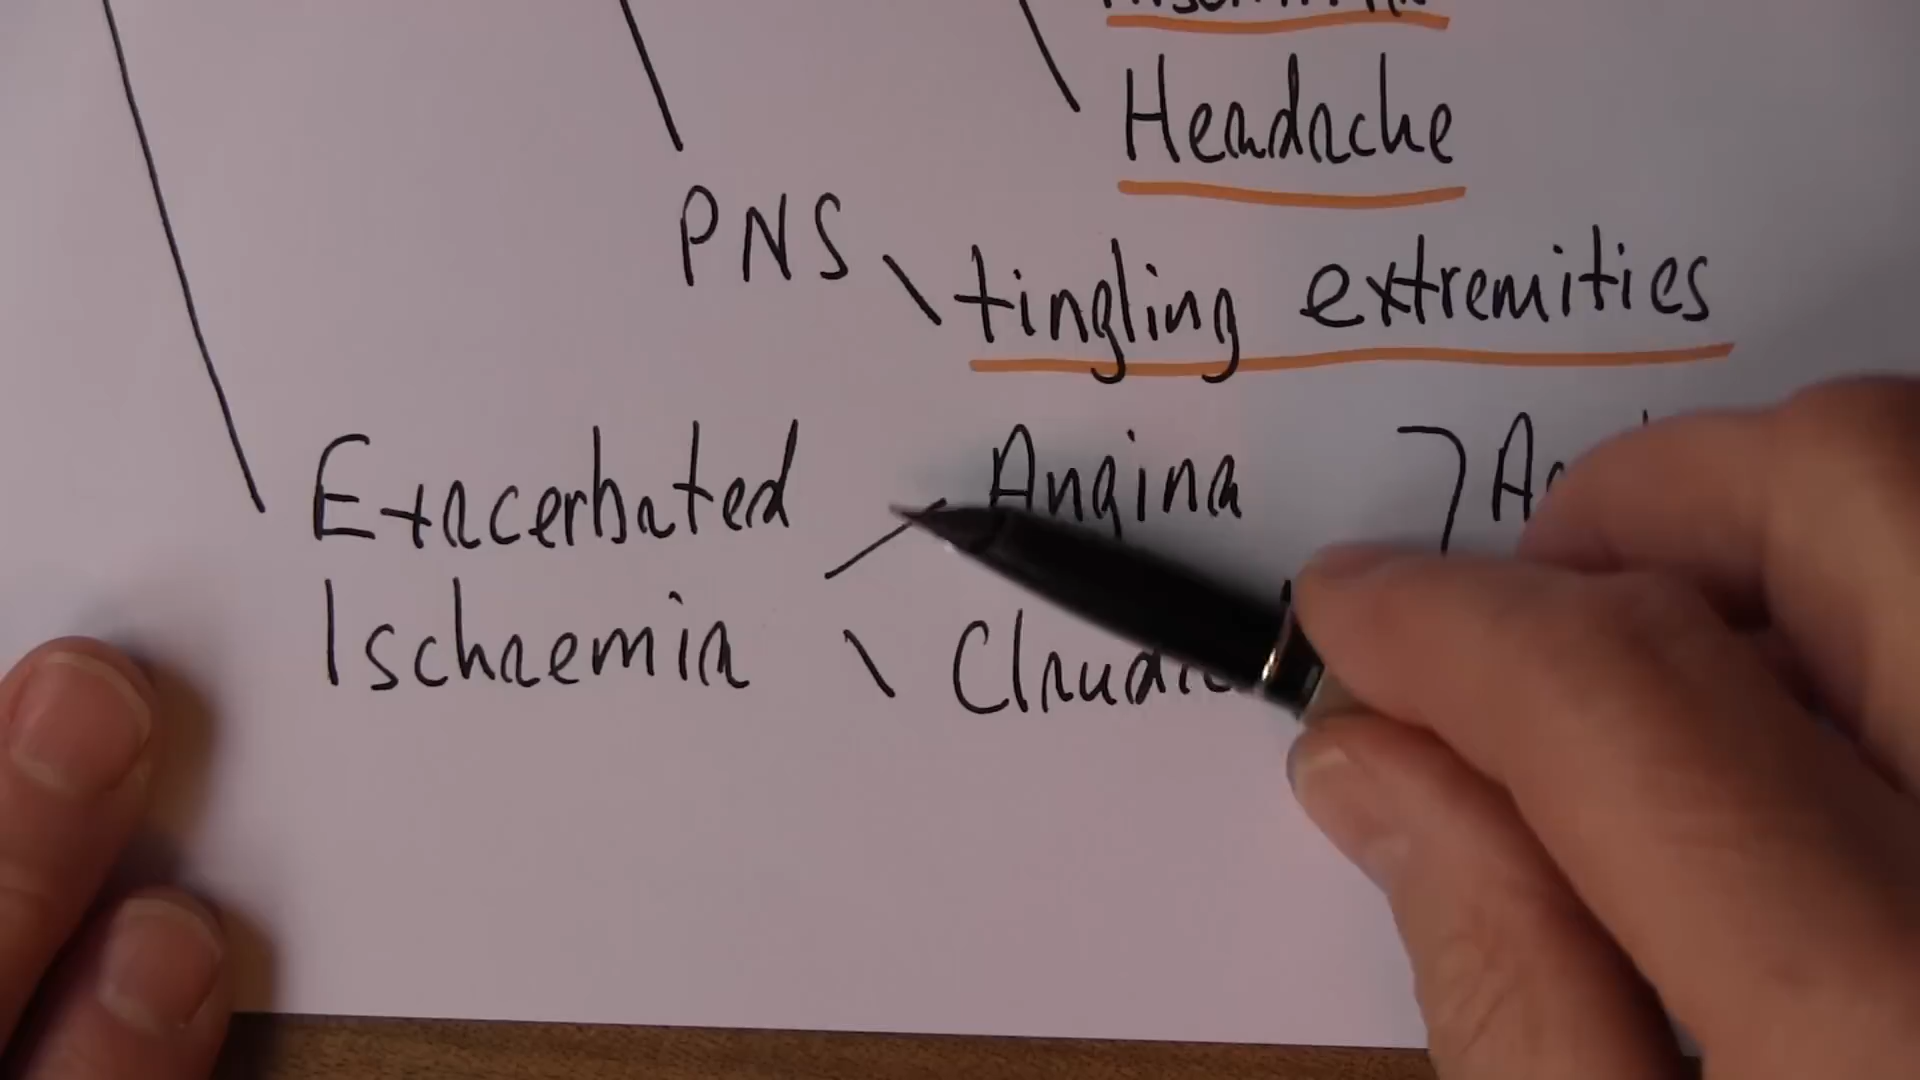 Headache
PNS
tingling extremities
Exacerbated Angina
Ischaemia